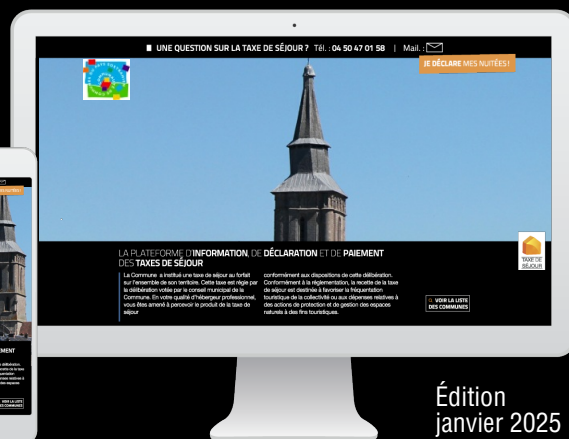 UNE QUESTION SUR LA TAXE DE SÉJOUR ? Tél. : 04 50 47 01 58 | Mail. :
JE DÉCLARE MES NUITÉES !
LA PLATEFORME D'INFORMATION, DE DÉCLARATION ET DE PAIEMENT
DES TAXES DE SÉJOUR
La Commune a institué une taxe de séjour au forfait
sur l'ensemble de son territoire. Cette taxe est régie par
la délibération votée par le conseil municipal de la
Commune. En votre qualité d'hébergeur professionnel,
vous êtes amené à percevoir le produit de la taxe de
séjour
conformément aux dispositions de cette délibération.
Conformément à la réglementation, la recette de la taxe
de séjour est destinée à favoriser la fréquentation
touristique de la collectivité ou aux dépenses relatives à
des actions de protection et de gestion des espaces
naturels à des fins touristiques.
TAXE DE
SÉJOUR
VOIR LA LISTE
DES COMMUNES
Édition
janvier 2025